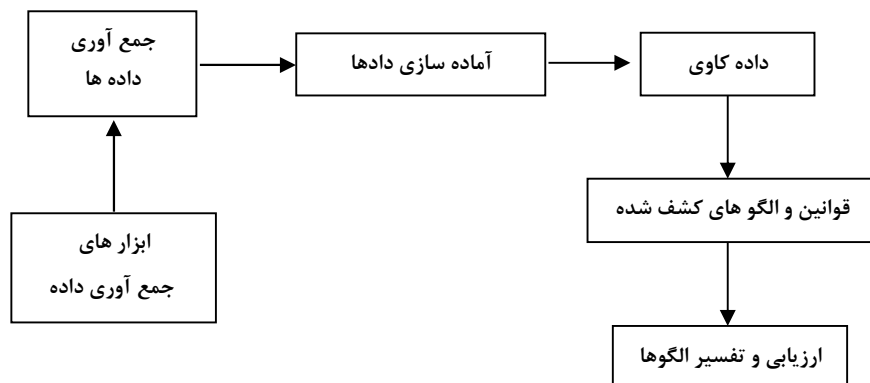 جمع آوری
داده ها
آماده سازی دادها
داده کاوی
قوانین و الگو های کشف شده
ابزار های
جمع آوری داده
ارزیابی و تفسیر الگوها